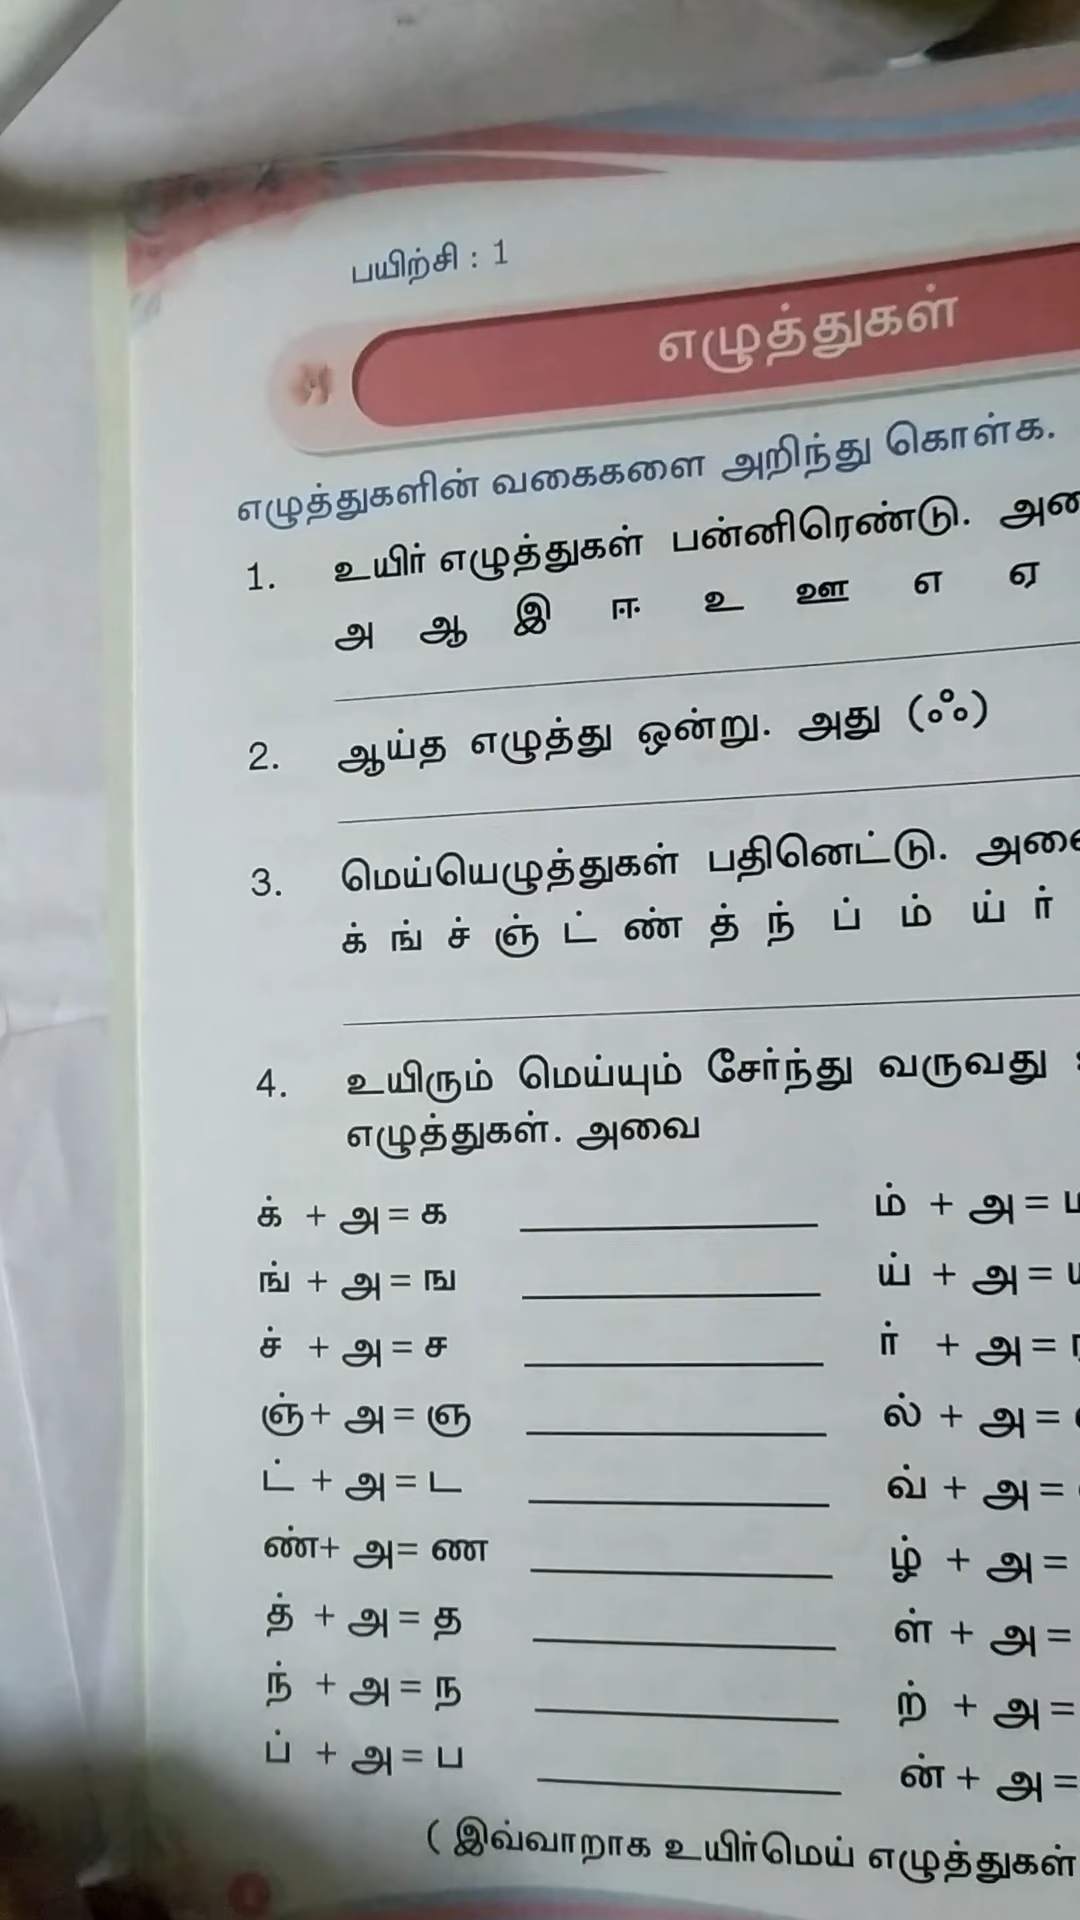 பயிற்சி : 1
எழுத்துகள்
எழுத்துகளின் வகைகளை அறிந்து கொள்க.
1. உயிர் எழுத்துகள் பன்னிரெண்டு.
அ ஆ இ ஈ உ ஊ எ ஏ
2. ஆய்த எழுத்து ஒன்று. அது (ஃ)
3. மெய்யெழுத்துகள் பதினெட்டு.
க் ங் ச் ஞ் ட் ண் த் ந் ப் ம் ய் ர்
4. உயிரும் மெய்யும் சேர்ந்து வருவது
எழுத்துகள். அவை
க் + அ = க ம் + அ =
ங் + அ = ங ய் + அ =
ச் + அ = ச ர் + அ =
ஞ் + அ = ஞ ல் + அ =
ட் + அ = ட வ் + அ =
ண் + அ = ண ழ் + அ =
த் + அ = த ள் + அ =
ந் + அ = ந ற் + அ =
ப் + அ = ப ன் + அ =
( இவ்வாறாக உயிர்மெய் எழுத்துகள்